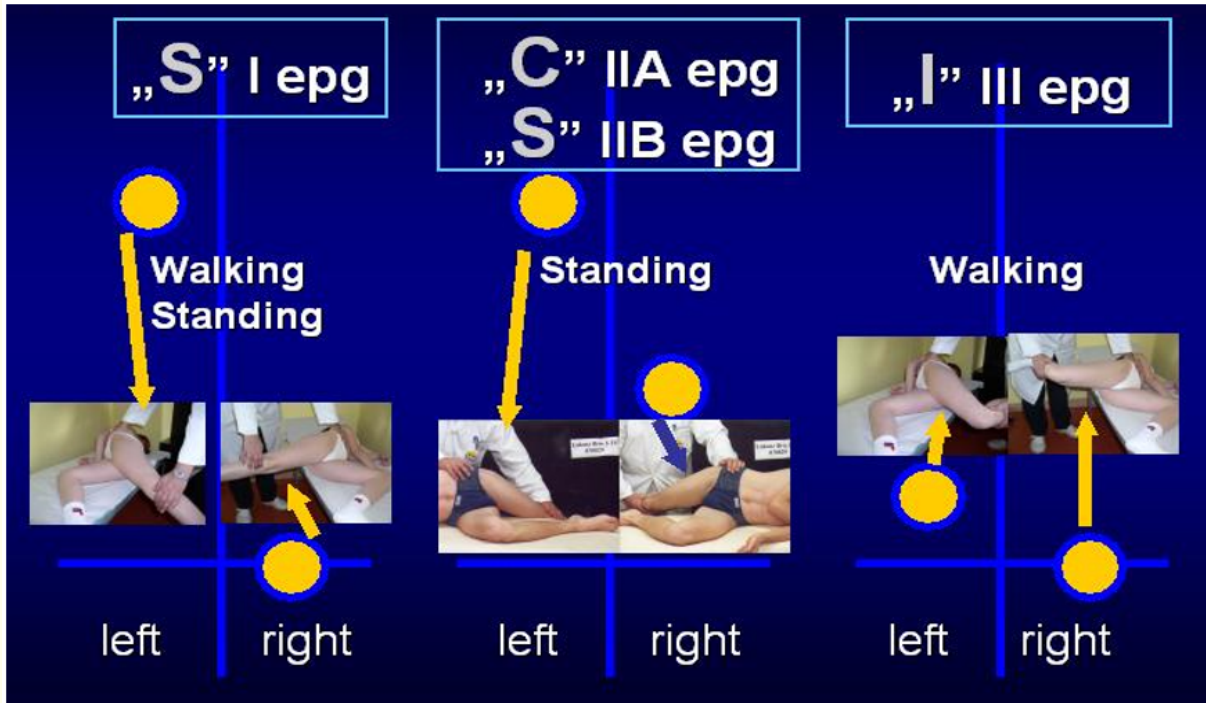 „S” I epg
„C” IIA epg
„S” IIB epg
„I” III epg
Walking
Standing
Standing
Walking
left
right
left
right
left
right